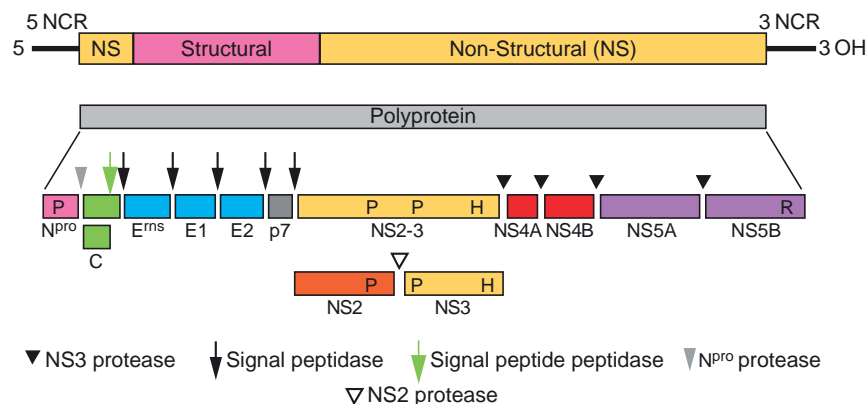 5 NCR 3 NCR
5 NS Structural Non-Structural (NS) 3 OH
Polyprotein
P P P H R
Npro Erns E1 E2 p7 NS2-3 NS4A NS4B NS5A NS5B
C
P P H
NS2 NS3
NS3 protease Signal peptidase Signal peptide peptidase Npro protease
NS2 protease